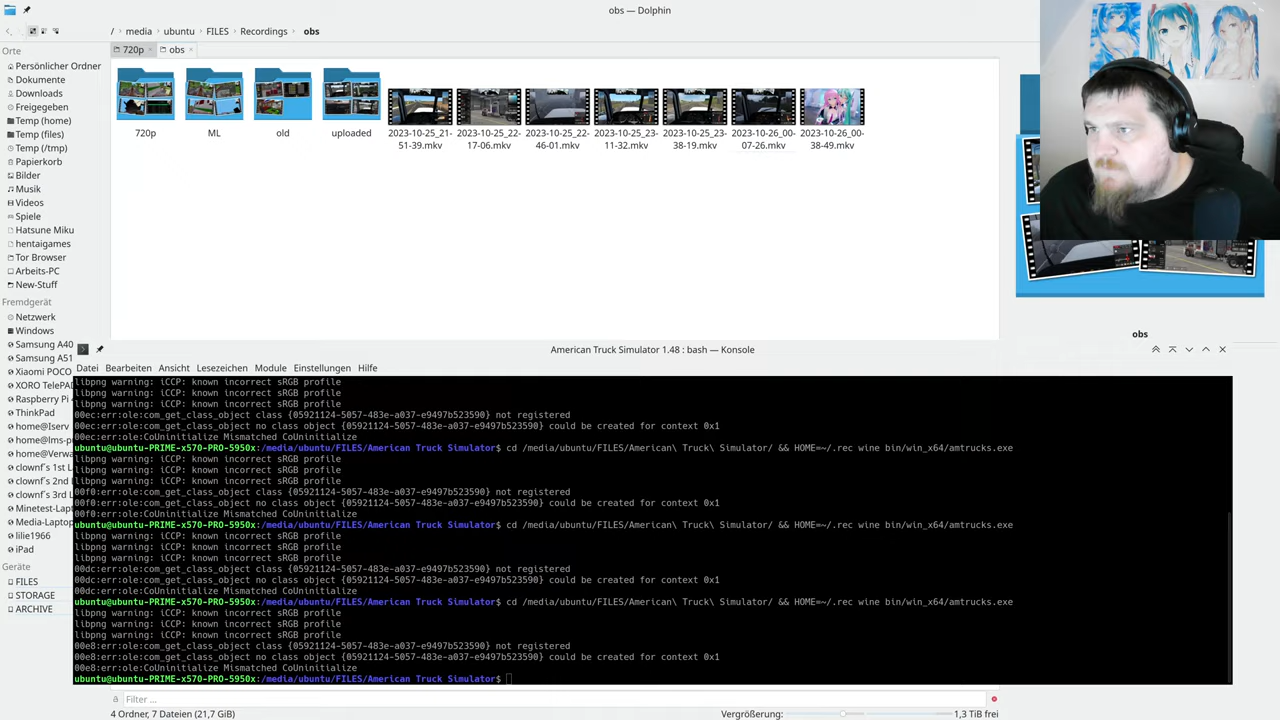 obs — Dolphin
/ media ubuntu FILES Recordings obs
720p obs
Orte
Persönlicher Ordner
Dokumente
Downloads
Freigegeben
Temp (home)
Temp (files)
Temp (/tmp)
Papierkorb
Bilder
Musik
Videos
Spiele
Hatsune Miku
hentaigames
Tor Browser
Arbeits-PC
New-Stuff
Fremdgerät
Netzwerk
Windows
Samsung A40
Samsung A51
Xiaomi POCO
XORO TelePAD
Raspberry Pi
ThinkPad
home@Iserv
home@lms-p
home@Verwa
clownf´s 1st L
clownf´s 2nd
clownf´s 3rd
Minetest-Lap
Media-Laptop
lilie1966
iPad
Geräte
FILES
STORAGE
ARCHIVE
720p
ML
old
uploaded
2023-10-25_21-
51-39.mkv
2023-10-25_22-
17-06.mkv
2023-10-25_22-
46-01.mkv
2023-10-25_23-
11-32.mkv
2023-10-25_23-
38-19.mkv
2023-10-26_00-
07-26.mkv
2023-10-26_00-
38-49.mkv
obs
American Truck Simulator 1.48 : bash — Konsole
Datei Bearbeiten Ansicht Lesezeichen Module Einstellungen Hilfe
libpng warning: iCCP: known incorrect sRGB profile
libpng warning: iCCP: known incorrect sRGB profile
libpng warning: iCCP: known incorrect sRGB profile
00ec:err:ole:com_get_class_object class {05921124-5057-483e-a037-e9497b523590} not registered
00ec:err:ole:com_get_class_object no class object {05921124-5057-483e-a037-e9497b523590} could be created for context 0x1
00ec:err:ole:CoUninitialize Mismatched CoUninitialize
ubuntu@ubuntu-PRIME-x570-PRO-5950x:/media/ubuntu/FILES/American Truck Simulator$ cd /media/ubuntu/FILES/American\ Truck\ Simulator/ && HOME=~/.rec wine bin/win_x64/amtrucks.exe
libpng warning: iCCP: known incorrect sRGB profile
libpng warning: iCCP: known incorrect sRGB profile
libpng warning: iCCP: known incorrect sRGB profile
00f0:err:ole:com_get_class_object class {05921124-5057-483e-a037-e9497b523590} not registered
00f0:err:ole:com_get_class_object no class object {05921124-5057-483e-a037-e9497b523590} could be created for context 0x1
00f0:err:ole:CoUninitialize Mismatched CoUninitialize
ubuntu@ubuntu-PRIME-x570-PRO-5950x:/media/ubuntu/FILES/American Truck Simulator$ cd /media/ubuntu/FILES/American\ Truck\ Simulator/ && HOME=~/.rec wine bin/win_x64/amtrucks.exe
libpng warning: iCCP: known incorrect sRGB profile
libpng warning: iCCP: known incorrect sRGB profile
libpng warning: iCCP: known incorrect sRGB profile
00dc:err:ole:com_get_class_object class {05921124-5057-483e-a037-e9497b523590} not registered
00dc:err:ole:com_get_class_object no class object {05921124-5057-483e-a037-e9497b523590} could be created for context 0x1
00dc:err:ole:CoUninitialize Mismatched CoUninitialize
ubuntu@ubuntu-PRIME-x570-PRO-5950x:/media/ubuntu/FILES/American Truck Simulator$ cd /media/ubuntu/FILES/American\ Truck\ Simulator/ && HOME=~/.rec wine bin/win_x64/amtrucks.exe
libpng warning: iCCP: known incorrect sRGB profile
libpng warning: iCCP: known incorrect sRGB profile
libpng warning: iCCP: known incorrect sRGB profile
00e8:err:ole:com_get_class_object class {05921124-5057-483e-a037-e9497b523590} not registered
00e8:err:ole:com_get_class_object no class object {05921124-5057-483e-a037-e9497b523590} could be created for context 0x1
00e8:err:ole:CoUninitialize Mismatched CoUninitialize
ubuntu@ubuntu-PRIME-x570-PRO-5950x:/media/ubuntu/FILES/American Truck Simulator$
Filter ...
4 Ordner, 7 Dateien (21,7 GiB)
Vergrößerung:
1,3 TiB frei